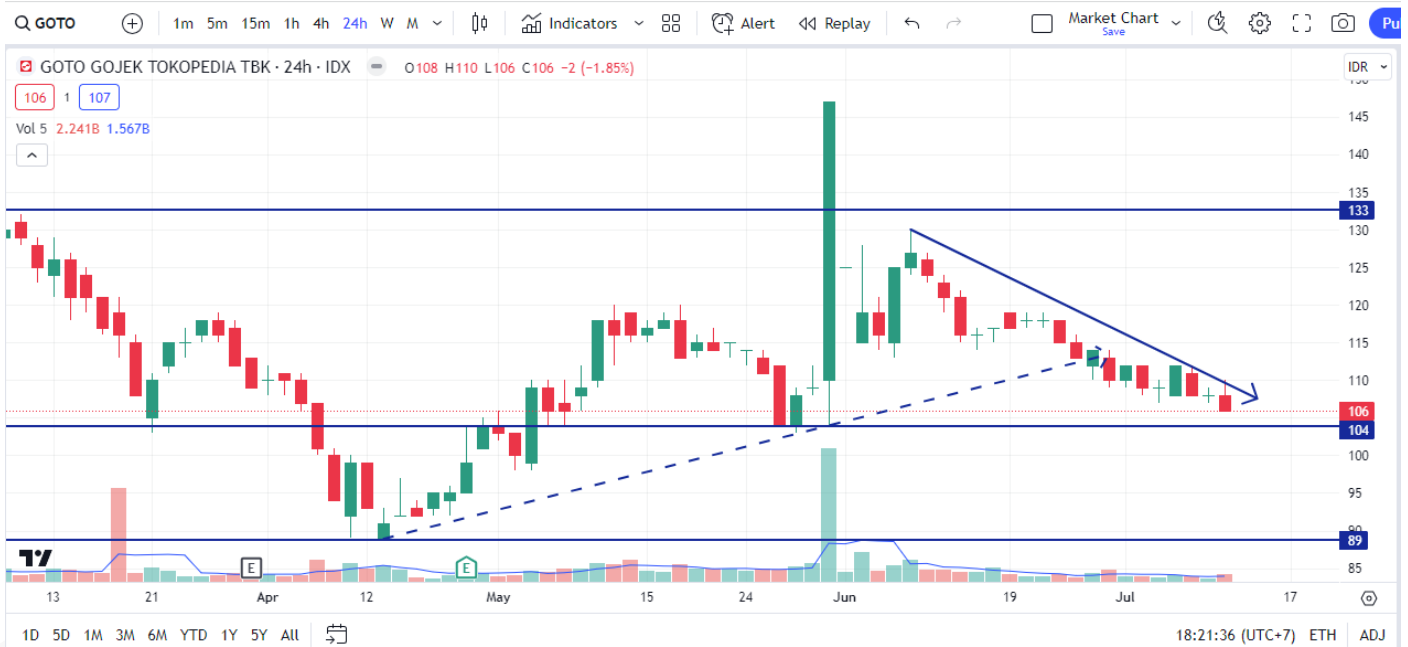 GOTO 1m 5m 15m 1h 4h 24h W M Indicators Alert Replay Market Chart
Save
GOTO GOJEK TOKOPEDIA TBK · 24h · IDX O108 H110 L106 C106 −2 (−1.85%)
IDR
106 1 107
Vol 5 2.241B 1.567B
145
140
135
133
130
125
120
115
110
106
104
100
95
90
89
85
E E
13 21 Apr 12 May 15 24 Jun 19 Jul 17
1D 5D 1M 3M 6M YTD 1Y 5Y All 18:21:36 (UTC+7) ETH ADJ